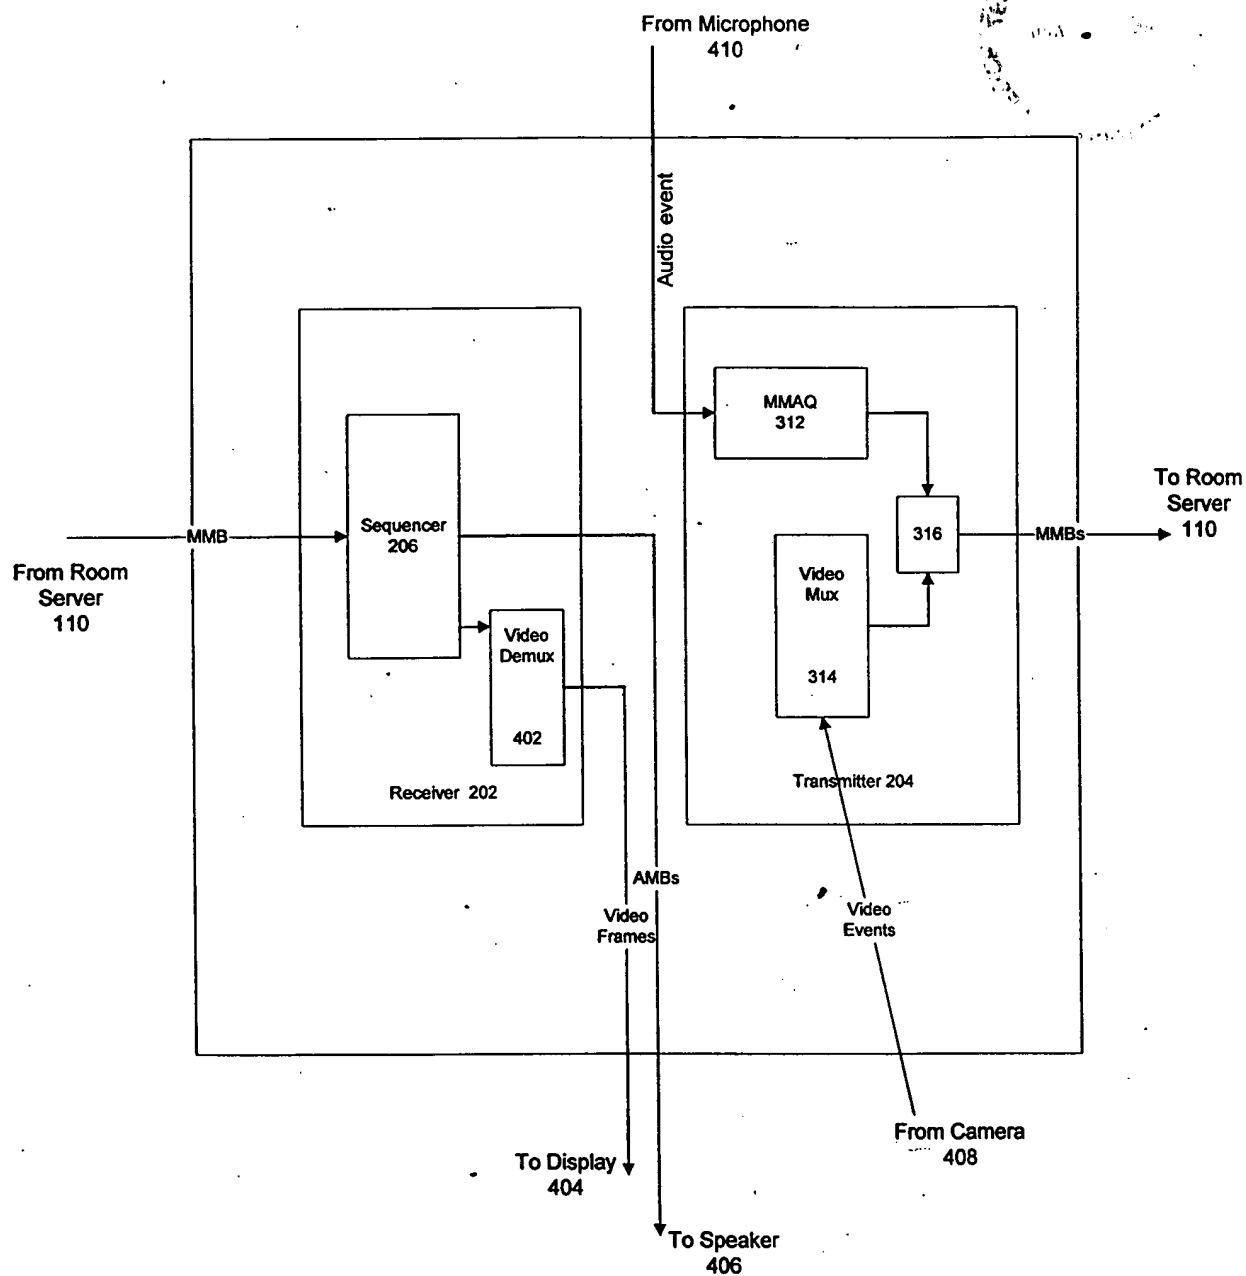 From Microphone
410
Audio event
MMAQ
312
To Room
Server
110
Sequencer
206
MMB
316
MMBs
From Room
Server
110
Video
Mux
314
Video
Demux
402
Receiver 202
Transmitter 204
AMBs
Video
Frames
Video
Events
From Camera
408
To Display
404
To Speaker
406